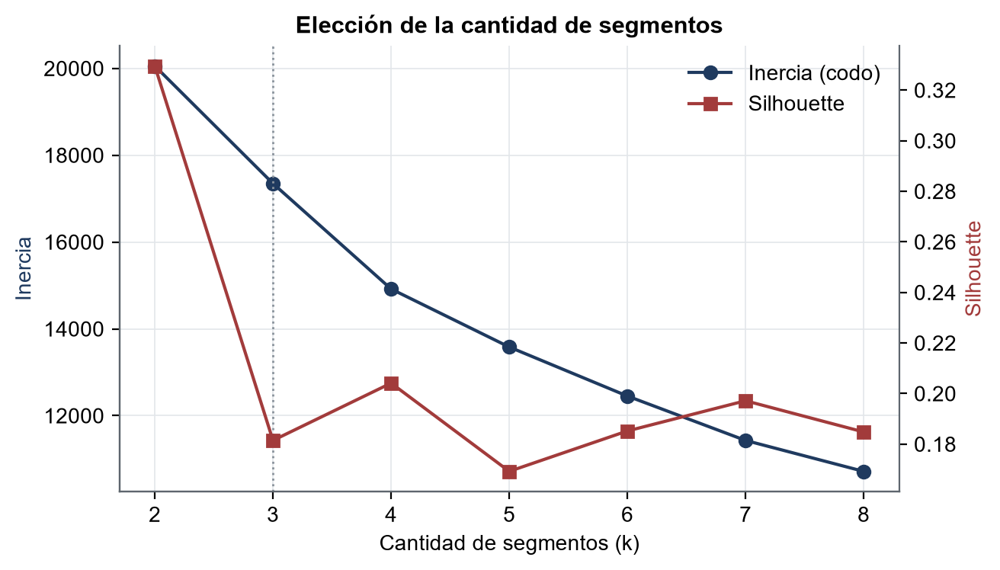 Elección de la cantidad de segmentos
Inercia (codo)
Silhouette
20000
18000
16000
14000
12000
Inercia
0.32
0.30
0.28
0.26
0.24
0.22
0.20
0.18
Silhouette
2 3 4 5 6 7 8
Cantidad de segmentos (k)